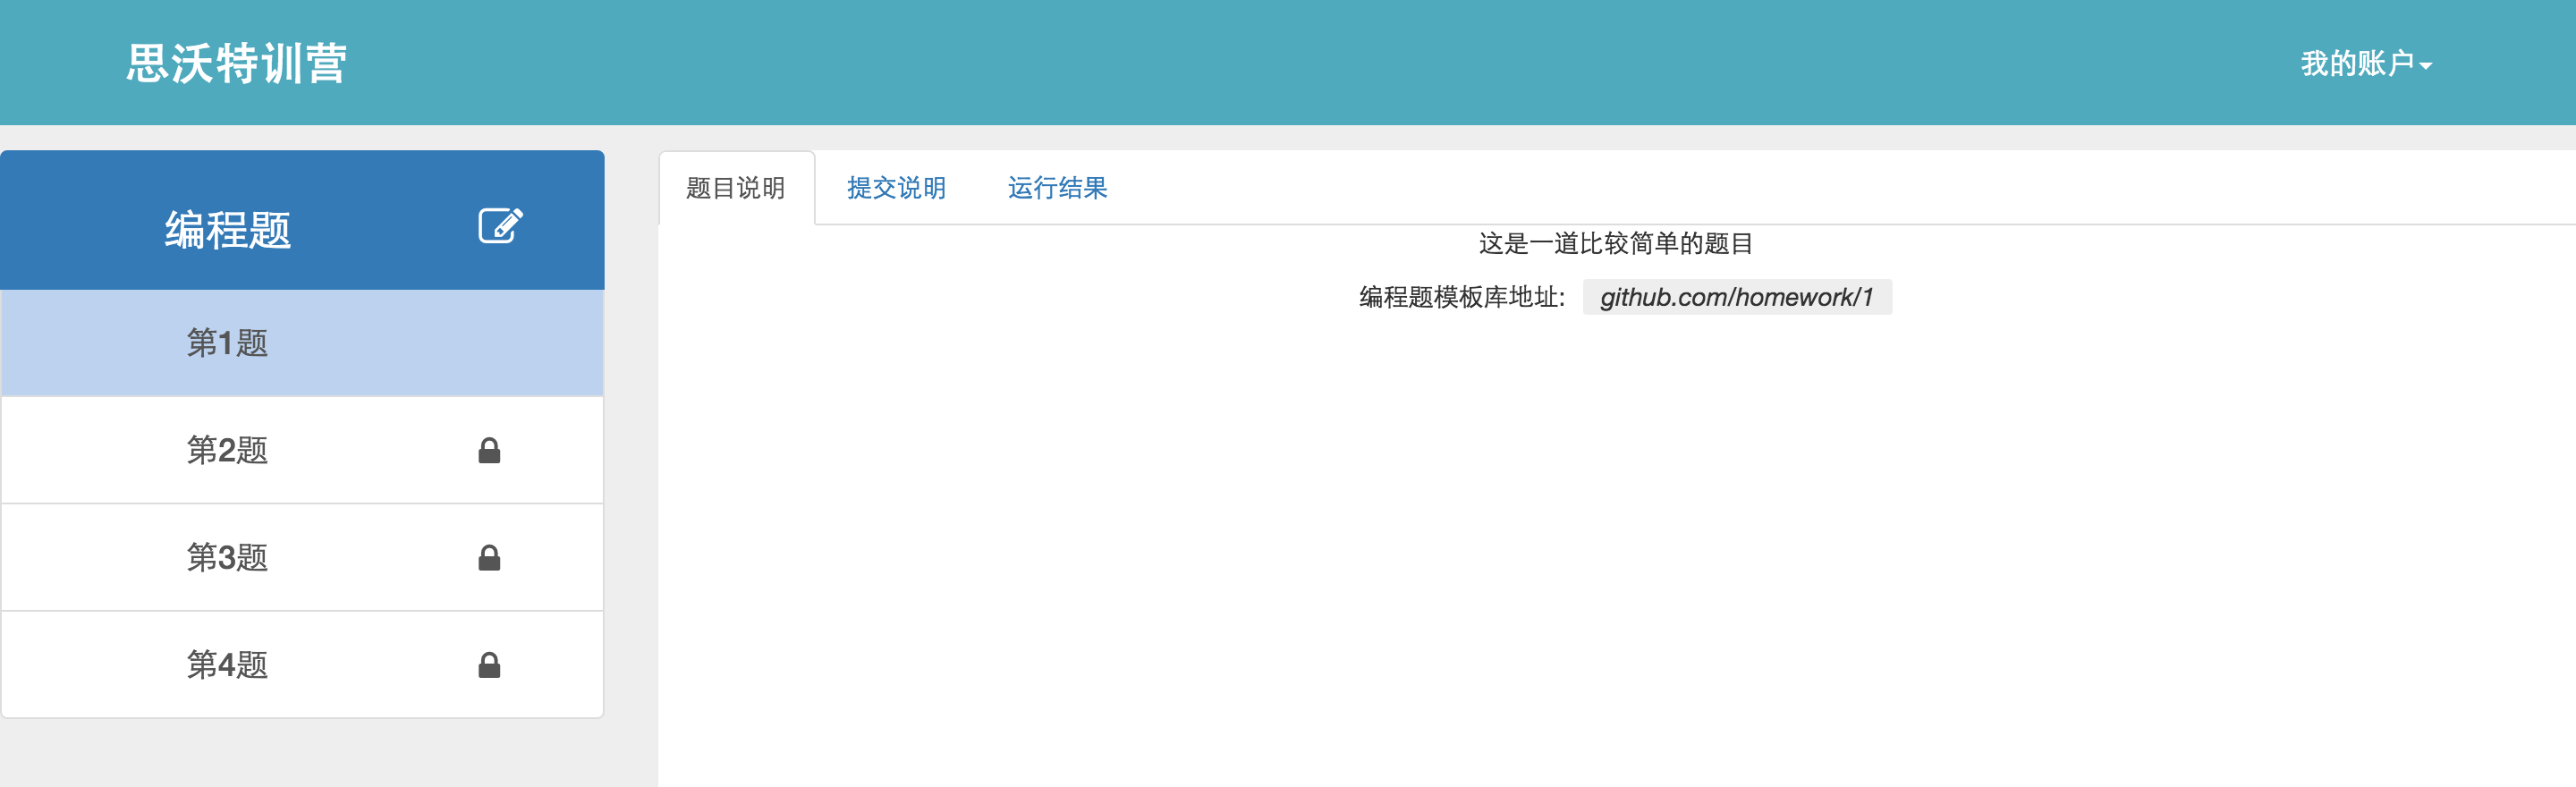 思沃特训营
我的账户
编程题
第1题
第2题
第3题
第4题
题目说明 提交说明 运行结果
这是一道比较简单的题目
编程题模板库地址: github.com/homework/1